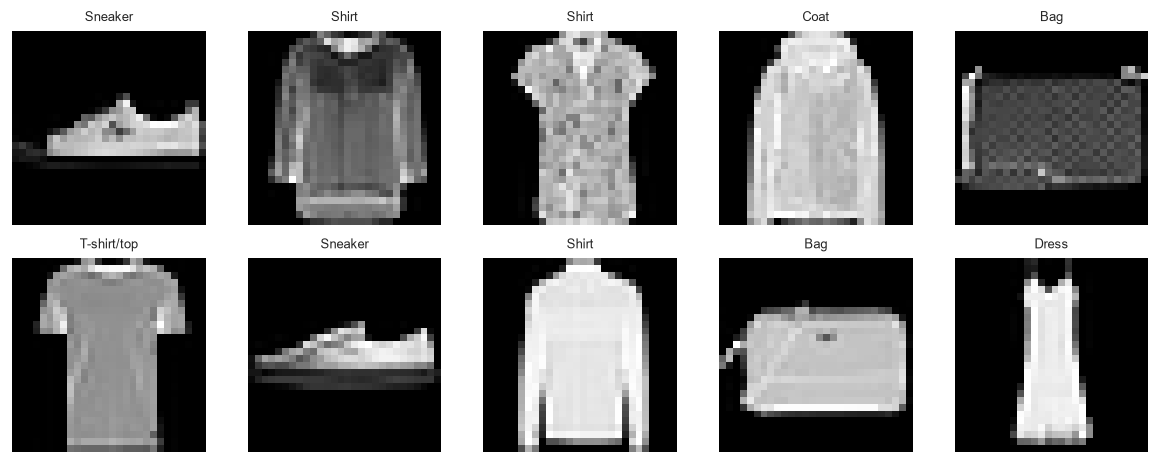 Sneaker
Shirt
Shirt
Coat
Bag
T-shirt/top
Sneaker
Shirt
Bag
Dress